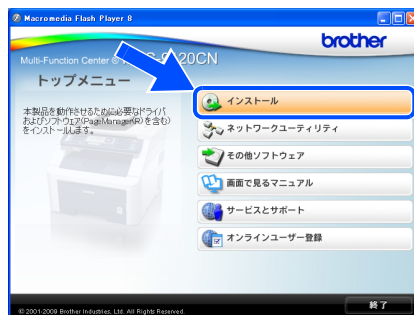 Macromedia Flash Player 8
brother
Multi-Function Center ®
20CN
トップメニュー
本製品を動作させるために必要なドライバ
およびソフトウェア(PageManager(R)を含む)
をインストールします。
インストール
ネットワークユーティリティ
その他ソフトウェア
画面で見るマニュアル
サービスとサポート
オンラインユーザー登録
© 2001-2009 Brother Industries, Ltd. All Rights Reserved.
終了